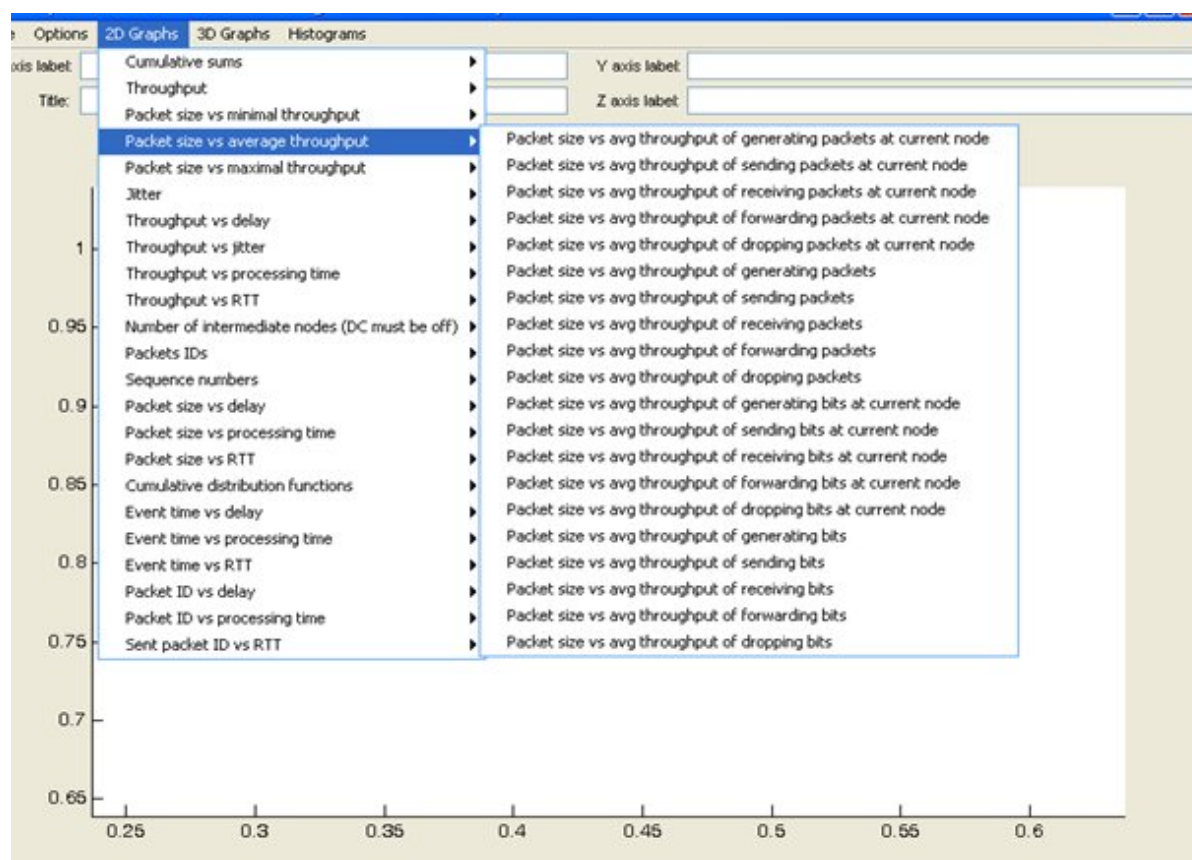 Options 2D Graphs 3D Graphs Histograms
axis label: Y axis label:
Title: Z axis label:
Cumulative sums
Throughput
Packet size vs minimal throughput
Packet size vs average throughput
Packet size vs maximal throughput
Jitter
Throughput vs delay
Throughput vs jitter
Throughput vs processing time
Throughput vs RTT
Number of intermediate nodes (DC must be off)
Packets IDs
Sequence numbers
Packet size vs delay
Packet size vs processing time
Packet size vs RTT
Cumulative distribution functions
Event time vs delay
Event time vs processing time
Event time vs RTT
Packet ID vs delay
Packet ID vs processing time
Sent packet ID vs RTT
Packet size vs avg throughput of generating packets at current node
Packet size vs avg throughput of sending packets at current node
Packet size vs avg throughput of receiving packets at current node
Packet size vs avg throughput of forwarding packets at current node
Packet size vs avg throughput of dropping packets at current node
Packet size vs avg throughput of generating packets
Packet size vs avg throughput of sending packets
Packet size vs avg throughput of receiving packets
Packet size vs avg throughput of forwarding packets
Packet size vs avg throughput of dropping packets
Packet size vs avg throughput of generating bits at current node
Packet size vs avg throughput of sending bits at current node
Packet size vs avg throughput of receiving bits at current node
Packet size vs avg throughput of forwarding bits at current node
Packet size vs avg throughput of dropping bits at current node
Packet size vs avg throughput of generating bits
Packet size vs avg throughput of sending bits
Packet size vs avg throughput of receiving bits
Packet size vs avg throughput of forwarding bits
Packet size vs avg throughput of dropping bits
1
0.95
0.9
0.85
0.8
0.75
0.7
0.65
0.25 0.3 0.35 0.4 0.45 0.5 0.55 0.6